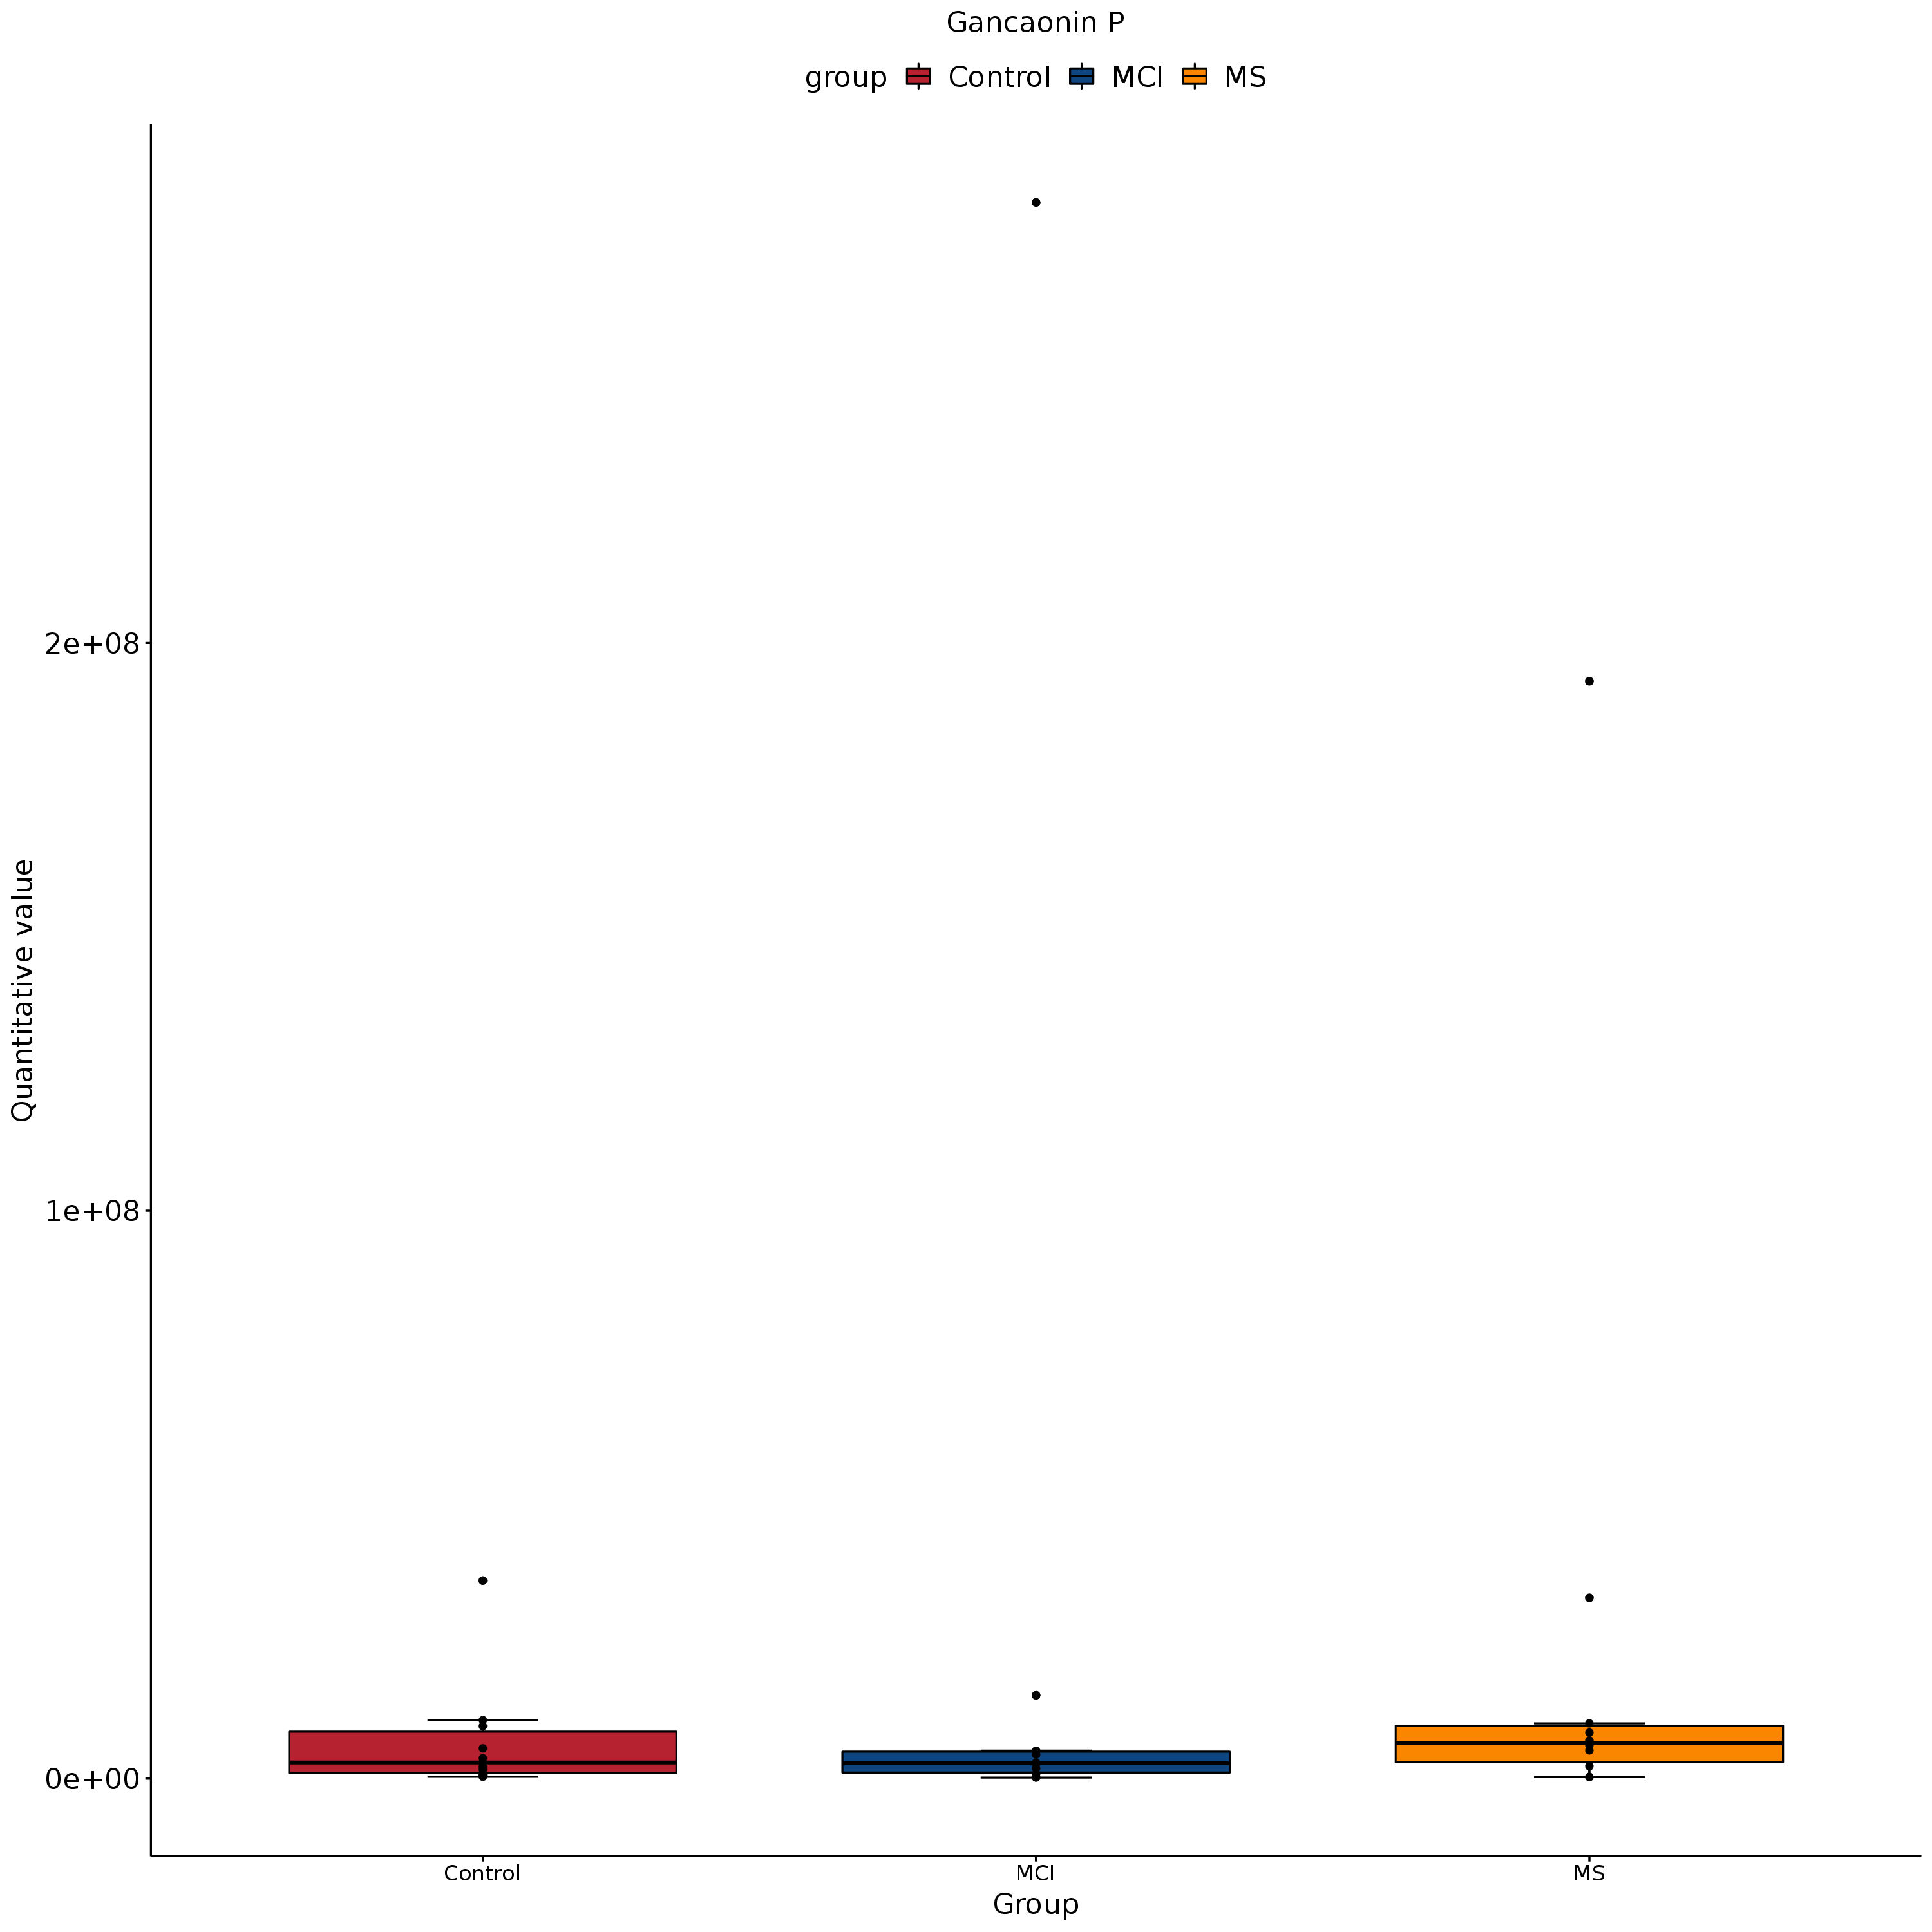 Gancaonin P
group Control MCI MS
Quantitative value
2e+08
1e+08
0e+00
Control MCI MS
Group